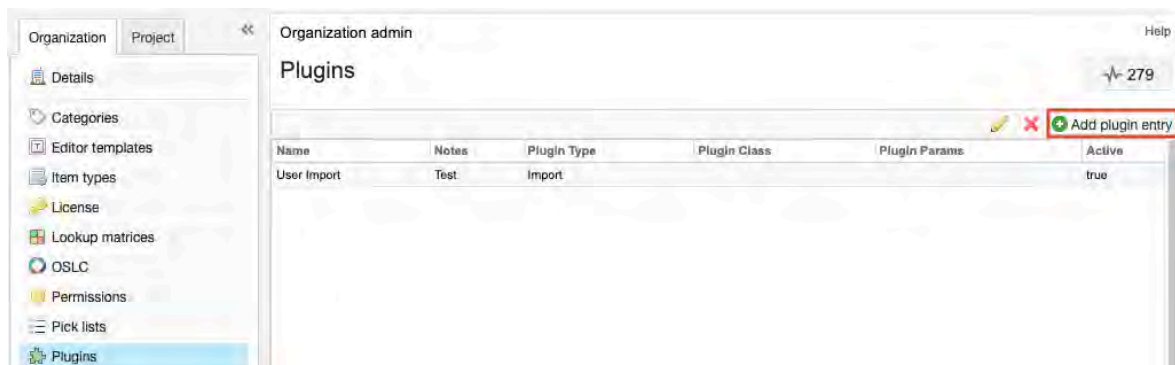 Organization Project
Details
Categories
Editor templates
Item types
License
Lookup matrices
OSLC
Permissions
Pick lists
Plugins
Organization admin Help
Plugins 279
Add plugin entry
Name Notes Plugin Type Plugin Class Plugin Params Active
User Import Test Import true